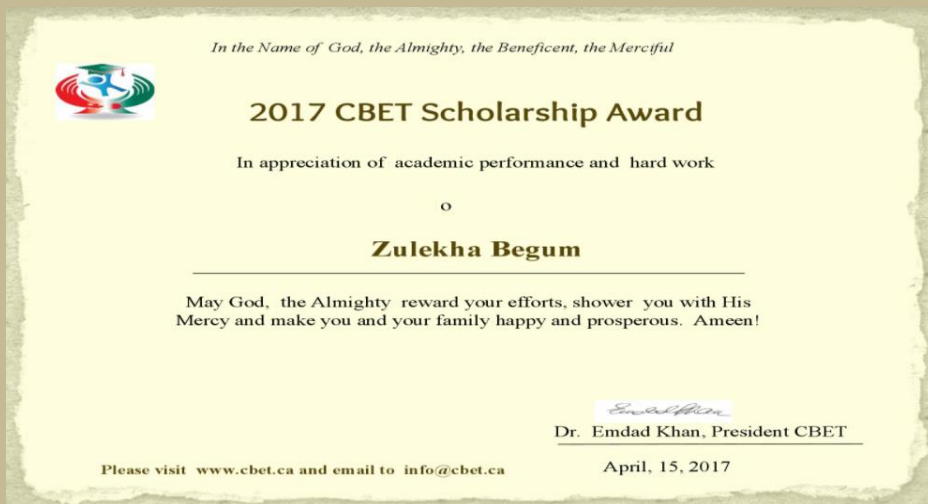 In the Name of God, the Almighty, the Beneficent, the Merciful
2017 CBET Scholarship Award
In appreciation of academic performance and hard work
o
Zulekha Begum
May God, the Almighty reward your efforts, shower you with His
Mercy and make you and your family happy and prosperous. Ameen!
Dr. Emdad Khan, President CBET
April, 15, 2017
Please visit www.cbet.ca and email to info@cbet.ca